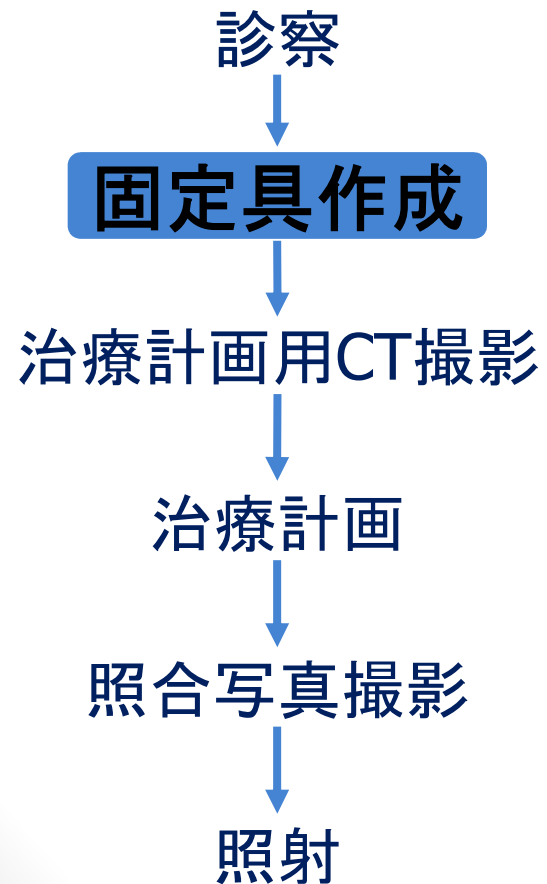 診察
固定具作成
治療計画用CT撮影
治療計画
照合写真撮影
照射